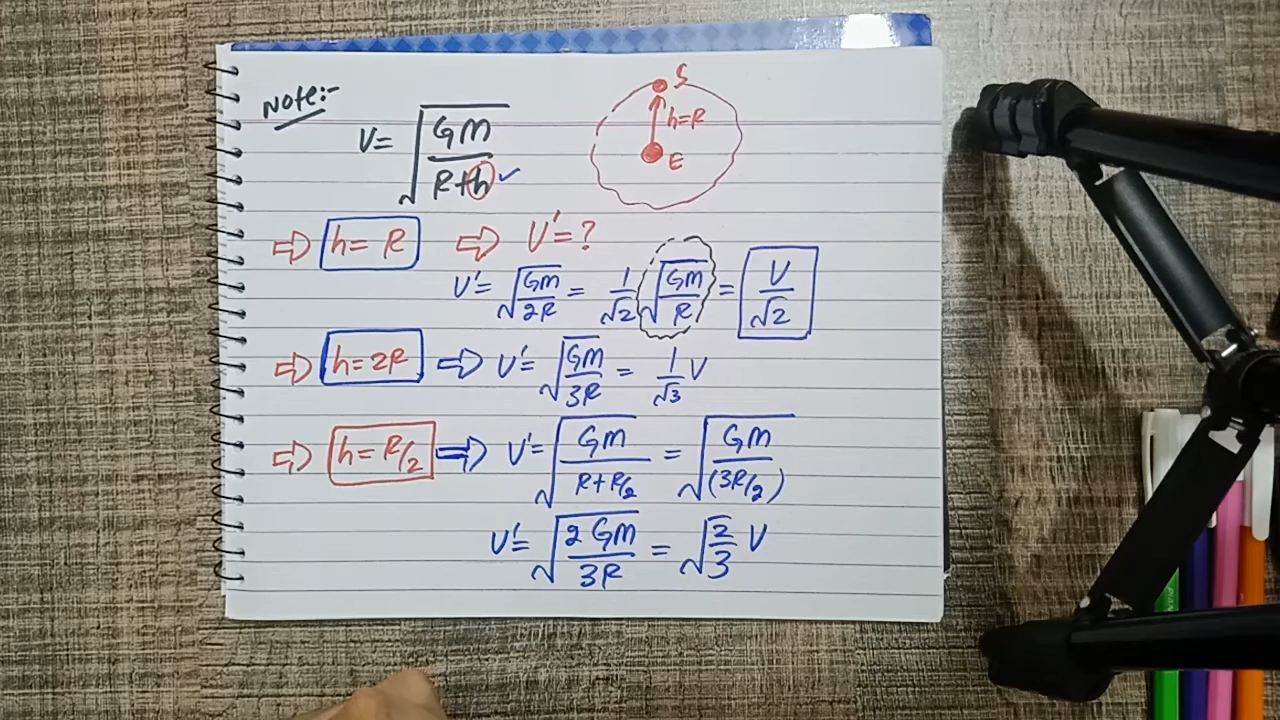 Note:-
V = √(GM / R+h) ✓
S
h=R
E
⇨ h = R ⇨ V' = ?
V' = √(GM / 2R) = 1/√2 √(GM / R) = V/√2
⇨ h = 2R ⇨ V' = √(GM / 3R) = 1/√3 V
⇨ h = R/2 ⇨ V' = √(GM / R+R/2) = √(GM / (3R/2))
V' = √(2GM / 3R) = √(2/3) V